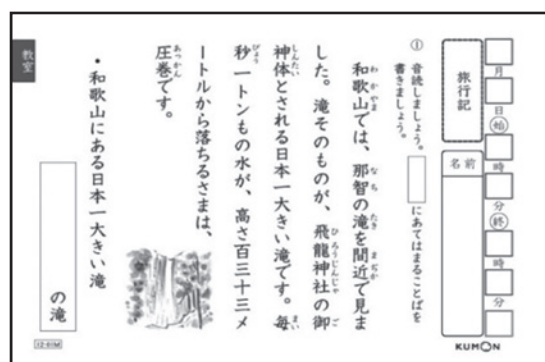 月 日 始 時 分 終 時 分
旅行記
名前
KUMON
① 音読しましょう。 にあてはまることばを
書きましょう。
和歌山では、那智の滝を間近で見ま
した。滝そのものが、飛龍神社の御
神体とされる日本一大きい滝です。毎
秒一トンもの水が、高さ百三十三メ
ートルから落ちるさまは、
圧巻です。
・和歌山にある日本一大きい滝
の滝
教室